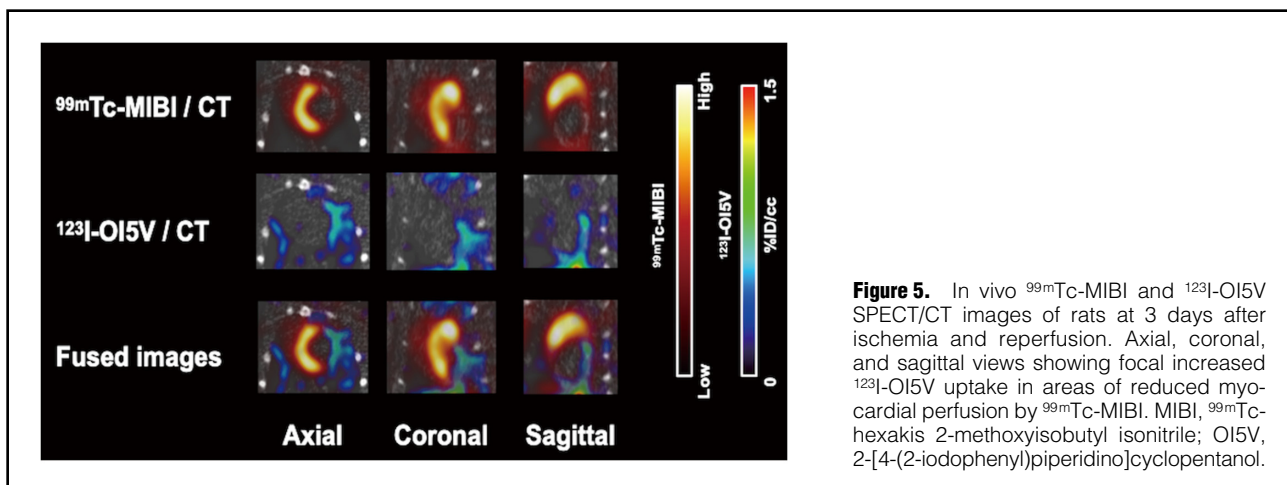 ⁹⁹ᵐTc-MIBI / CT
¹²³I-OI5V / CT
Fused images
Axial Coronal Sagittal
High
⁹⁹ᵐTc-MIBI
Low
1.5
¹²³I-OI5V
%ID/cc
0
Figure 5. In vivo ⁹⁹ᵐTc-MIBI and ¹²³I-OI5V
SPECT/CT images of rats at 3 days after
ischemia and reperfusion. Axial, coronal,
and sagittal views showing focal increased
¹²³I-OI5V uptake in areas of reduced myo-
cardial perfusion by ⁹⁹ᵐTc-MIBI. MIBI, ⁹⁹ᵐTc-
hexakis 2-methoxyisobutyl isonitrile; OI5V,
2-[4-(2-iodophenyl)piperidino]cyclopentanol.